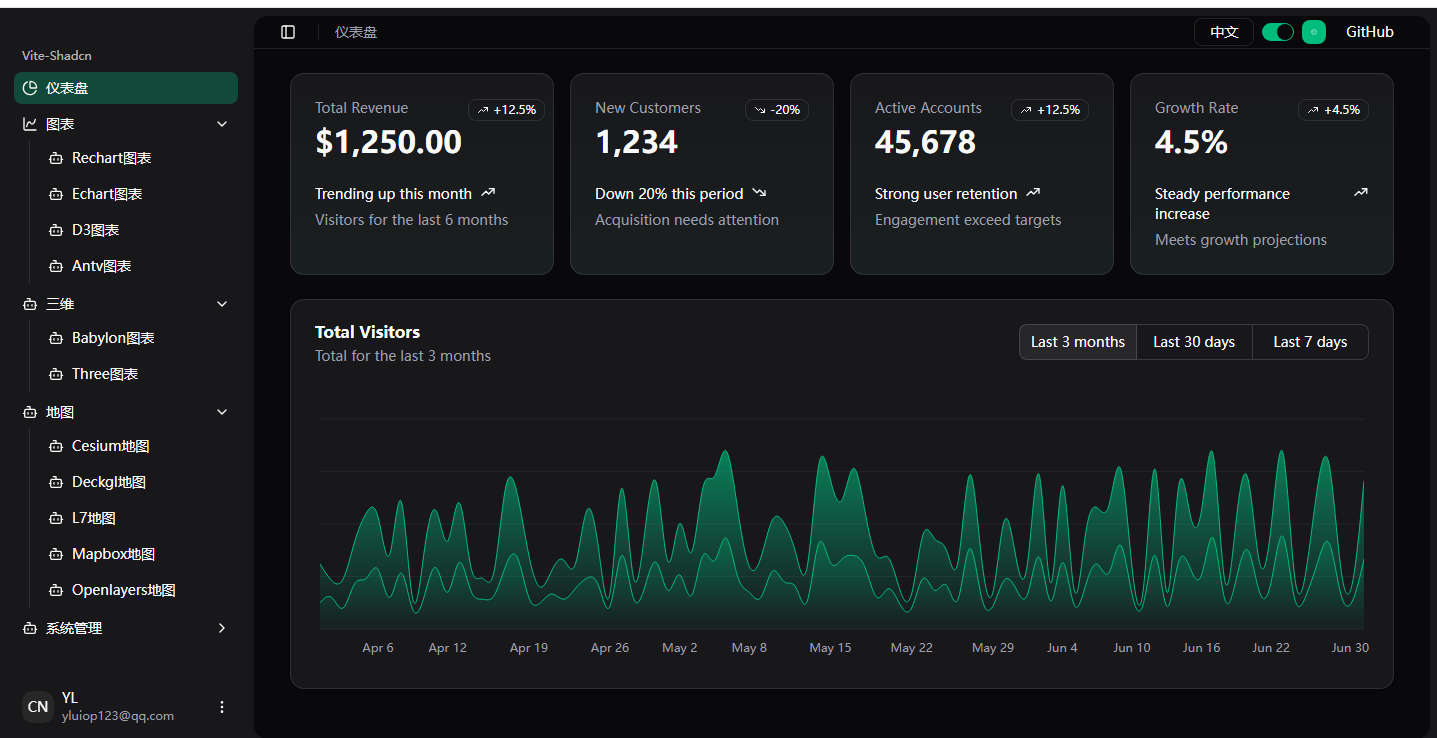 Vite-Shadcn
仪表盘
图表
Rechart图表
Echart图表
D3图表
Antv图表
三维
Babylon图表
Three图表
地图
Cesium地图
Deckgl地图
L7地图
Mapbox地图
Openlayers地图
系统管理
CN
YL
yluiop123@qq.com
仪表盘
中文
GitHub
Total Revenue
+12.5%
$1,250.00
Trending up this month
Visitors for the last 6 months
New Customers
-20%
1,234
Down 20% this period
Acquisition needs attention
Active Accounts
+12.5%
45,678
Strong user retention
Engagement exceed targets
Growth Rate
+4.5%
4.5%
Steady performance
increase
Meets growth projections
Total Visitors
Total for the last 3 months
Last 3 months
Last 30 days
Last 7 days
Apr 6
Apr 12
Apr 19
Apr 26
May 2
May 8
May 15
May 22
May 29
Jun 4
Jun 10
Jun 16
Jun 22
Jun 30